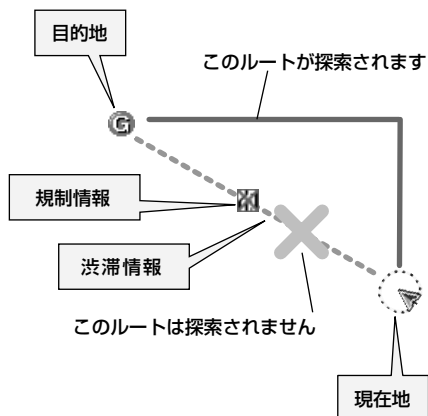 目的地
このルートが探索されます
G
規制情報
渋滞情報
このルートは探索されません
現在地